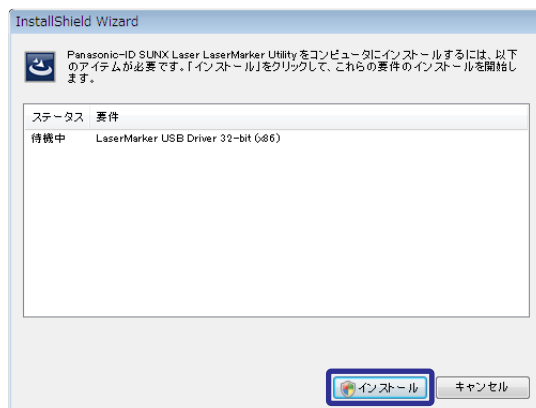 InstallShield Wizard
Panasonic-ID SUNX Laser LaserMarker Utility をコンピュータにインストールするには、以下
のアイテムが必要です。「インストール」をクリックして、これらの要件のインストールを開始し
ます。
ステータス 要件
待機中 LaserMarker USB Driver 32-bit (x86)
インストール キャンセル